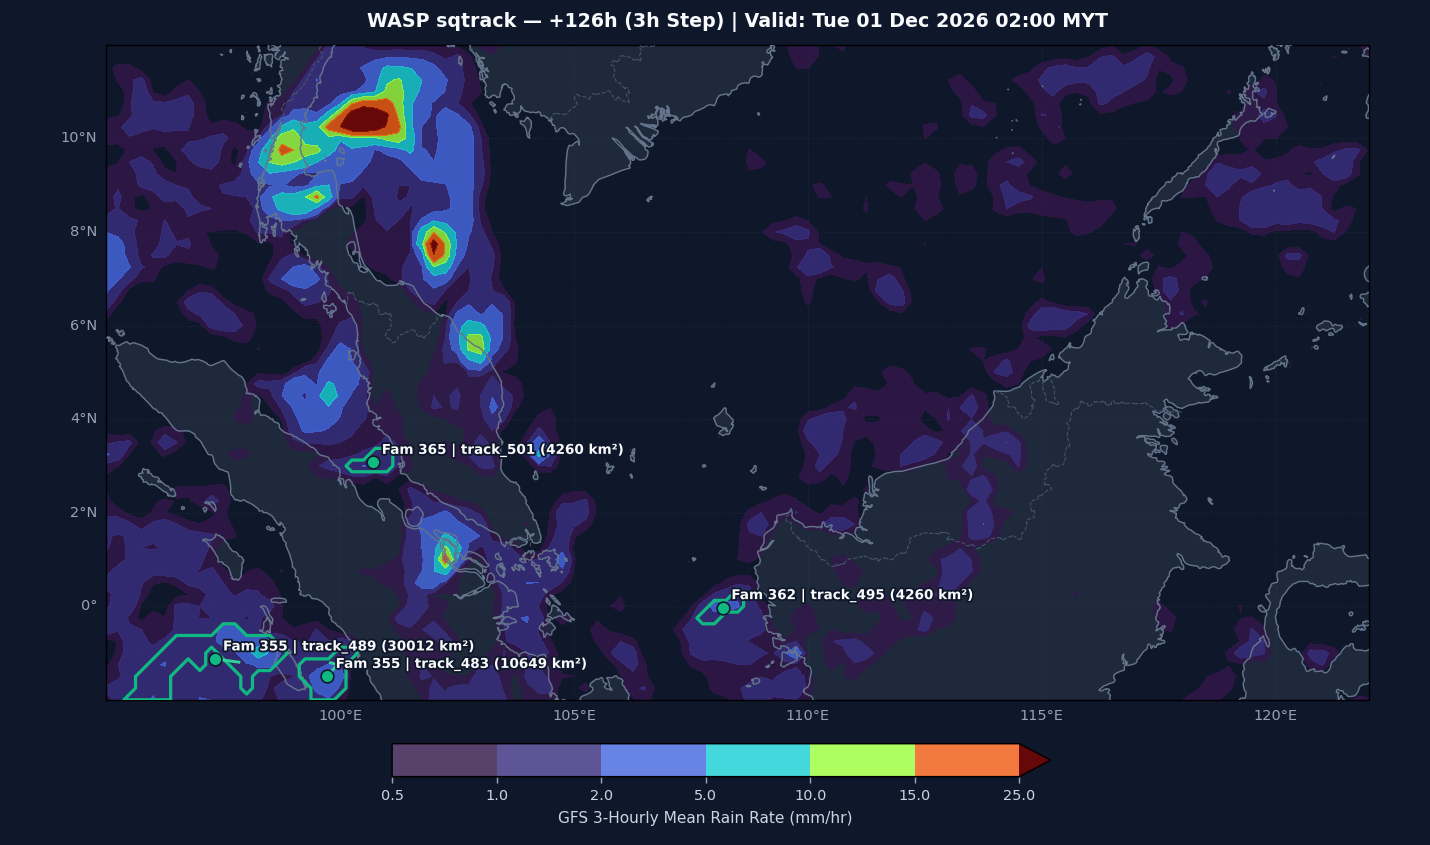 WASP sqtrack — +126h (3h Step) | Valid: Tue 01 Dec 2026 02:00 MYT
10°N
8°N
6°N
4°N
Fam 365 | track_501 (4260 km²)
2°N
Fam 362 | track_495 (4260 km²)
0°
Fam 355 | track_489 (30012 km²)
Fam 355 | track_483 (10649 km²)
100°E 105°E 110°E 115°E 120°E
0.5 1.0 2.0 5.0 10.0 15.0 25.0
GFS 3-Hourly Mean Rain Rate (mm/hr)